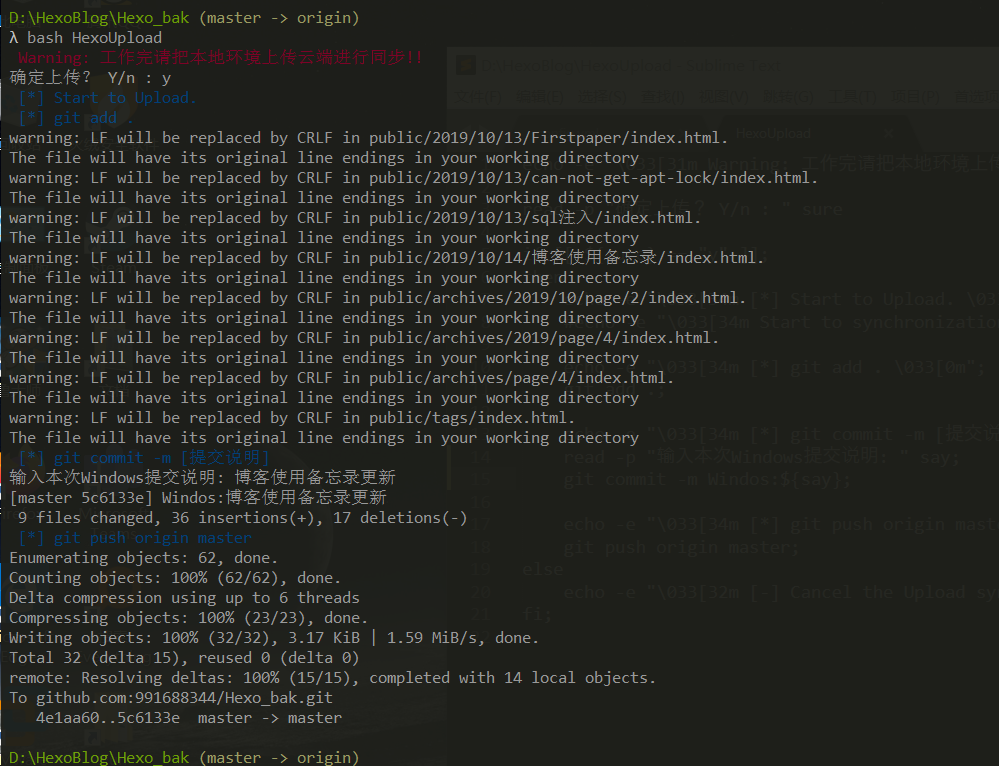 D:\HexoBlog\Hexo_bak (master -> origin)
λ bash HexoUpload
Warning: 工作完请把本地环境上传云端进行同步!!
确定上传? Y/n : y
[*] Start to Upload.
[*] git add .
warning: LF will be replaced by CRLF in public/2019/10/13/Firstpaper/index.html.
The file will have its original line endings in your working directory
warning: LF will be replaced by CRLF in public/2019/10/13/can-not-get-apt-lock/index.html.
The file will have its original line endings in your working directory
warning: LF will be replaced by CRLF in public/2019/10/13/sql注入/index.html.
The file will have its original line endings in your working directory
warning: LF will be replaced by CRLF in public/2019/10/14/博客使用备忘录/index.html.
The file will have its original line endings in your working directory
warning: LF will be replaced by CRLF in public/archives/2019/10/page/2/index.html.
The file will have its original line endings in your working directory
warning: LF will be replaced by CRLF in public/archives/2019/page/4/index.html.
The file will have its original line endings in your working directory
warning: LF will be replaced by CRLF in public/archives/page/4/index.html.
The file will have its original line endings in your working directory
warning: LF will be replaced by CRLF in public/tags/index.html.
The file will have its original line endings in your working directory
[*] git commit -m [提交说明]
输入本次Windows提交说明: 博客使用备忘录更新
[master 5c6133e] Windos:博客使用备忘录更新
9 files changed, 36 insertions(+), 17 deletions(-)
[*] git push origin master
Enumerating objects: 62, done.
Counting objects: 100% (62/62), done.
Delta compression using up to 6 threads
Compressing objects: 100% (23/23), done.
Writing objects: 100% (32/32), 3.17 KiB | 1.59 MiB/s, done.
Total 32 (delta 15), reused 0 (delta 0)
remote: Resolving deltas: 100% (15/15), completed with 14 local objects.
To github.com:991688344/Hexo_bak.git
4e1aa60..5c6133e master -> master
D:\HexoBlog\Hexo_bak (master -> origin)